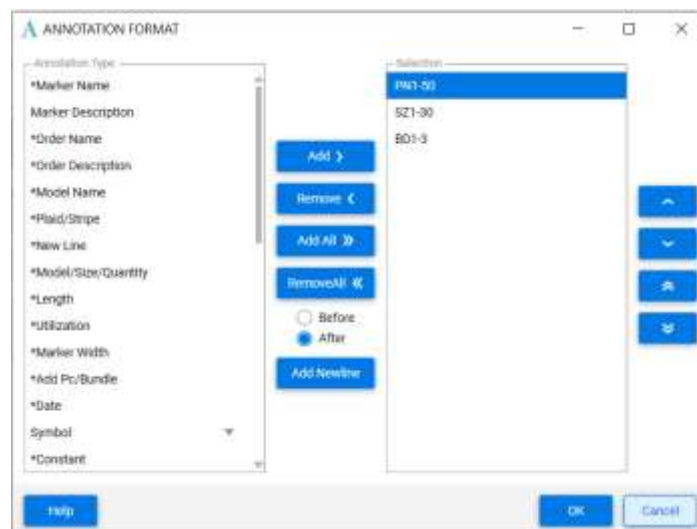 ANNOTATION FORMAT
Annotation Type
*Marker Name
Marker Description
*Order Name
*Order Description
*Model Name
*Plaid/Stripe
*New Line
*Model/Size/Quantity
*Length
*Utilization
*Marker Width
*Add Pc/Bundle
*Date
Symbol
*Constant
Add
Remove
Add All
RemoveAll
Before
After
Add Newline
Selection
PN1-50
SZ1-30
BD1-3
Help
OK
Cancel